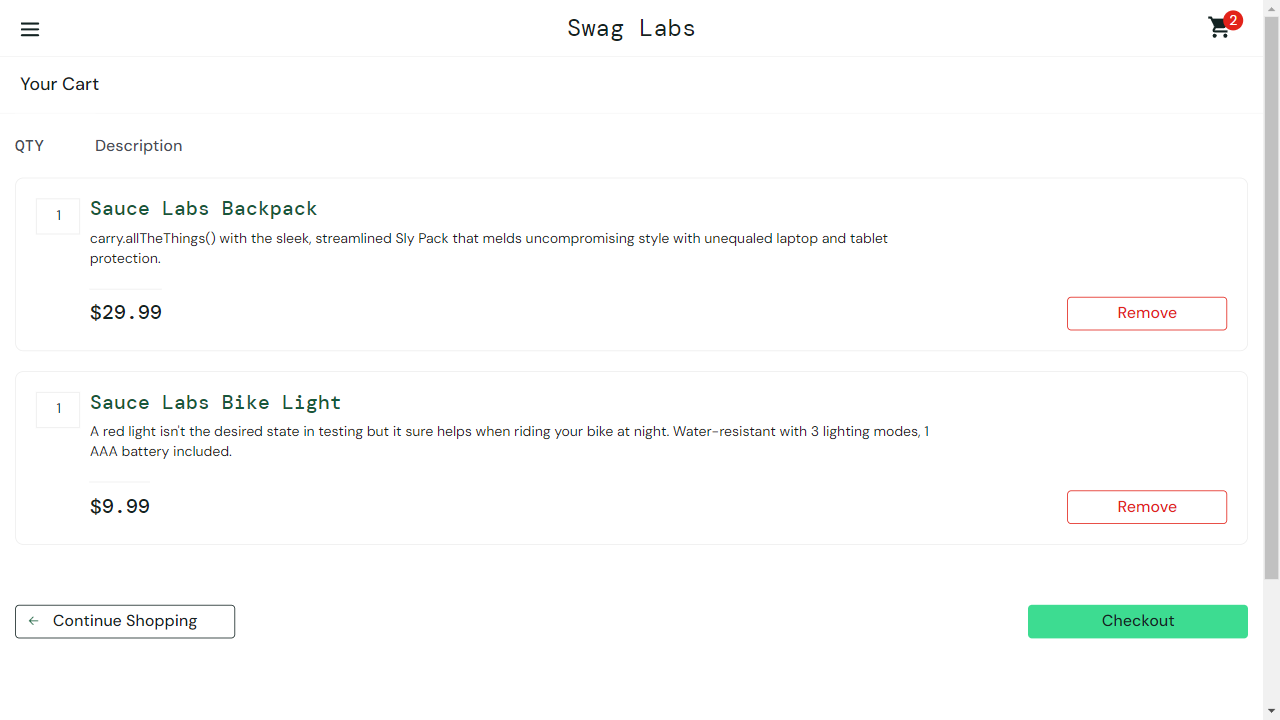 Swag Labs
2
Your Cart
QTY Description
1
Sauce Labs Backpack
carry.allTheThings() with the sleek, streamlined Sly Pack that melds uncompromising style with unequaled laptop and tablet
protection.
$29.99
Remove
1
Sauce Labs Bike Light
A red light isn't the desired state in testing but it sure helps when riding your bike at night. Water-resistant with 3 lighting modes, 1
AAA battery included.
$9.99
Remove
Continue Shopping
Checkout